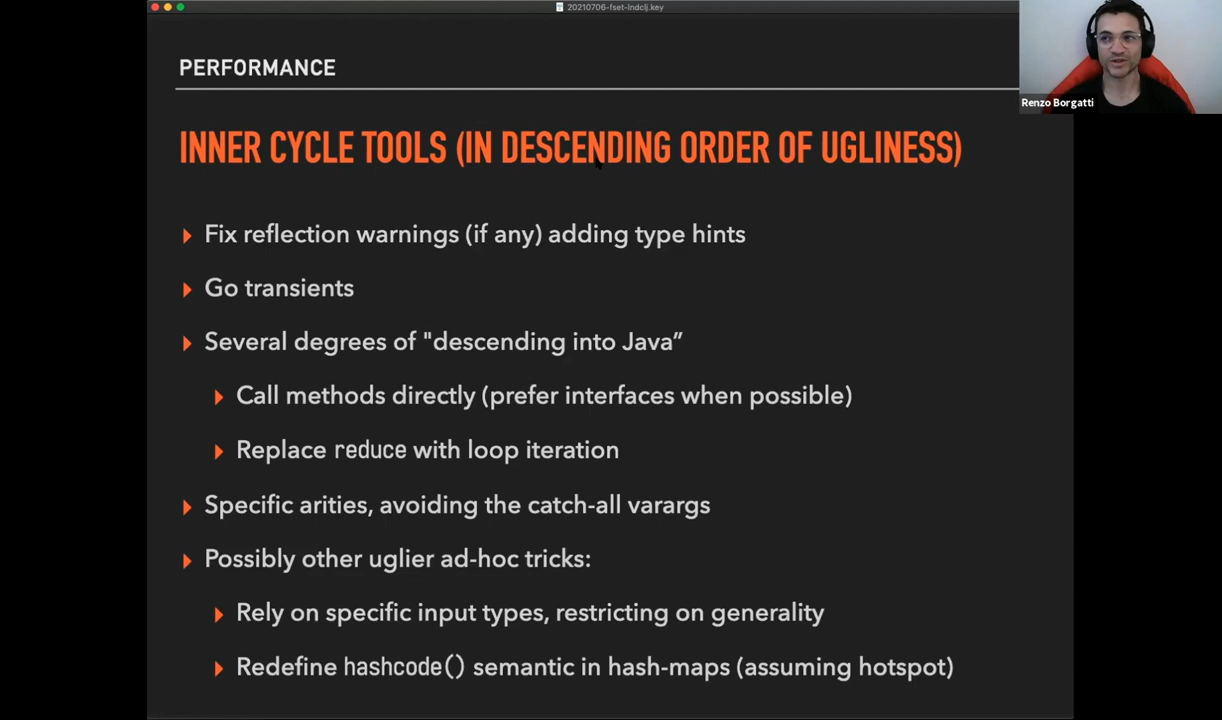 20210706-fset-lndclj.key
PERFORMANCE
Renzo Borgatti
INNER CYCLE TOOLS (IN DESCENDING ORDER OF UGLINESS)
Fix reflection warnings (if any) adding type hints
Go transients
Several degrees of "descending into Java”
Call methods directly (prefer interfaces when possible)
Replace reduce with loop iteration
Specific arities, avoiding the catch-all varargs
Possibly other uglier ad-hoc tricks:
Rely on specific input types, restricting on generality
Redefine hashcode() semantic in hash-maps (assuming hotspot)